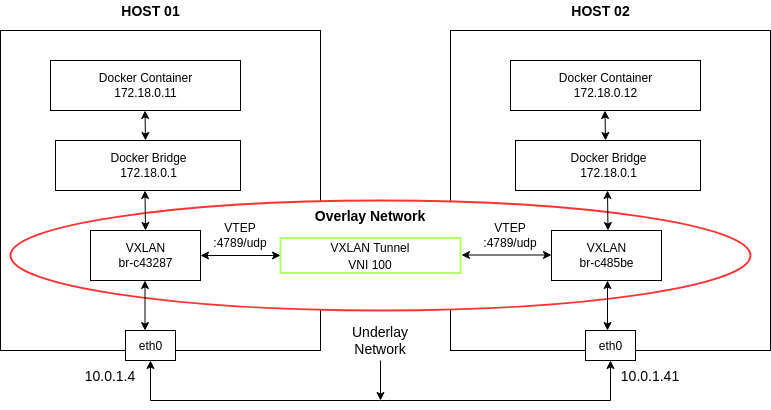 HOST 01
HOST 02
Docker Container
172.18.0.11
Docker Container
172.18.0.12
Docker Bridge
172.18.0.1
Docker Bridge
172.18.0.1
Overlay Network
VXLAN
br-c43287
VTEP
:4789/udp
VXLAN Tunnel
VNI 100
VTEP
:4789/udp
VXLAN
br-c485be
Underlay
Network
eth0
eth0
10.0.1.4
10.0.1.41